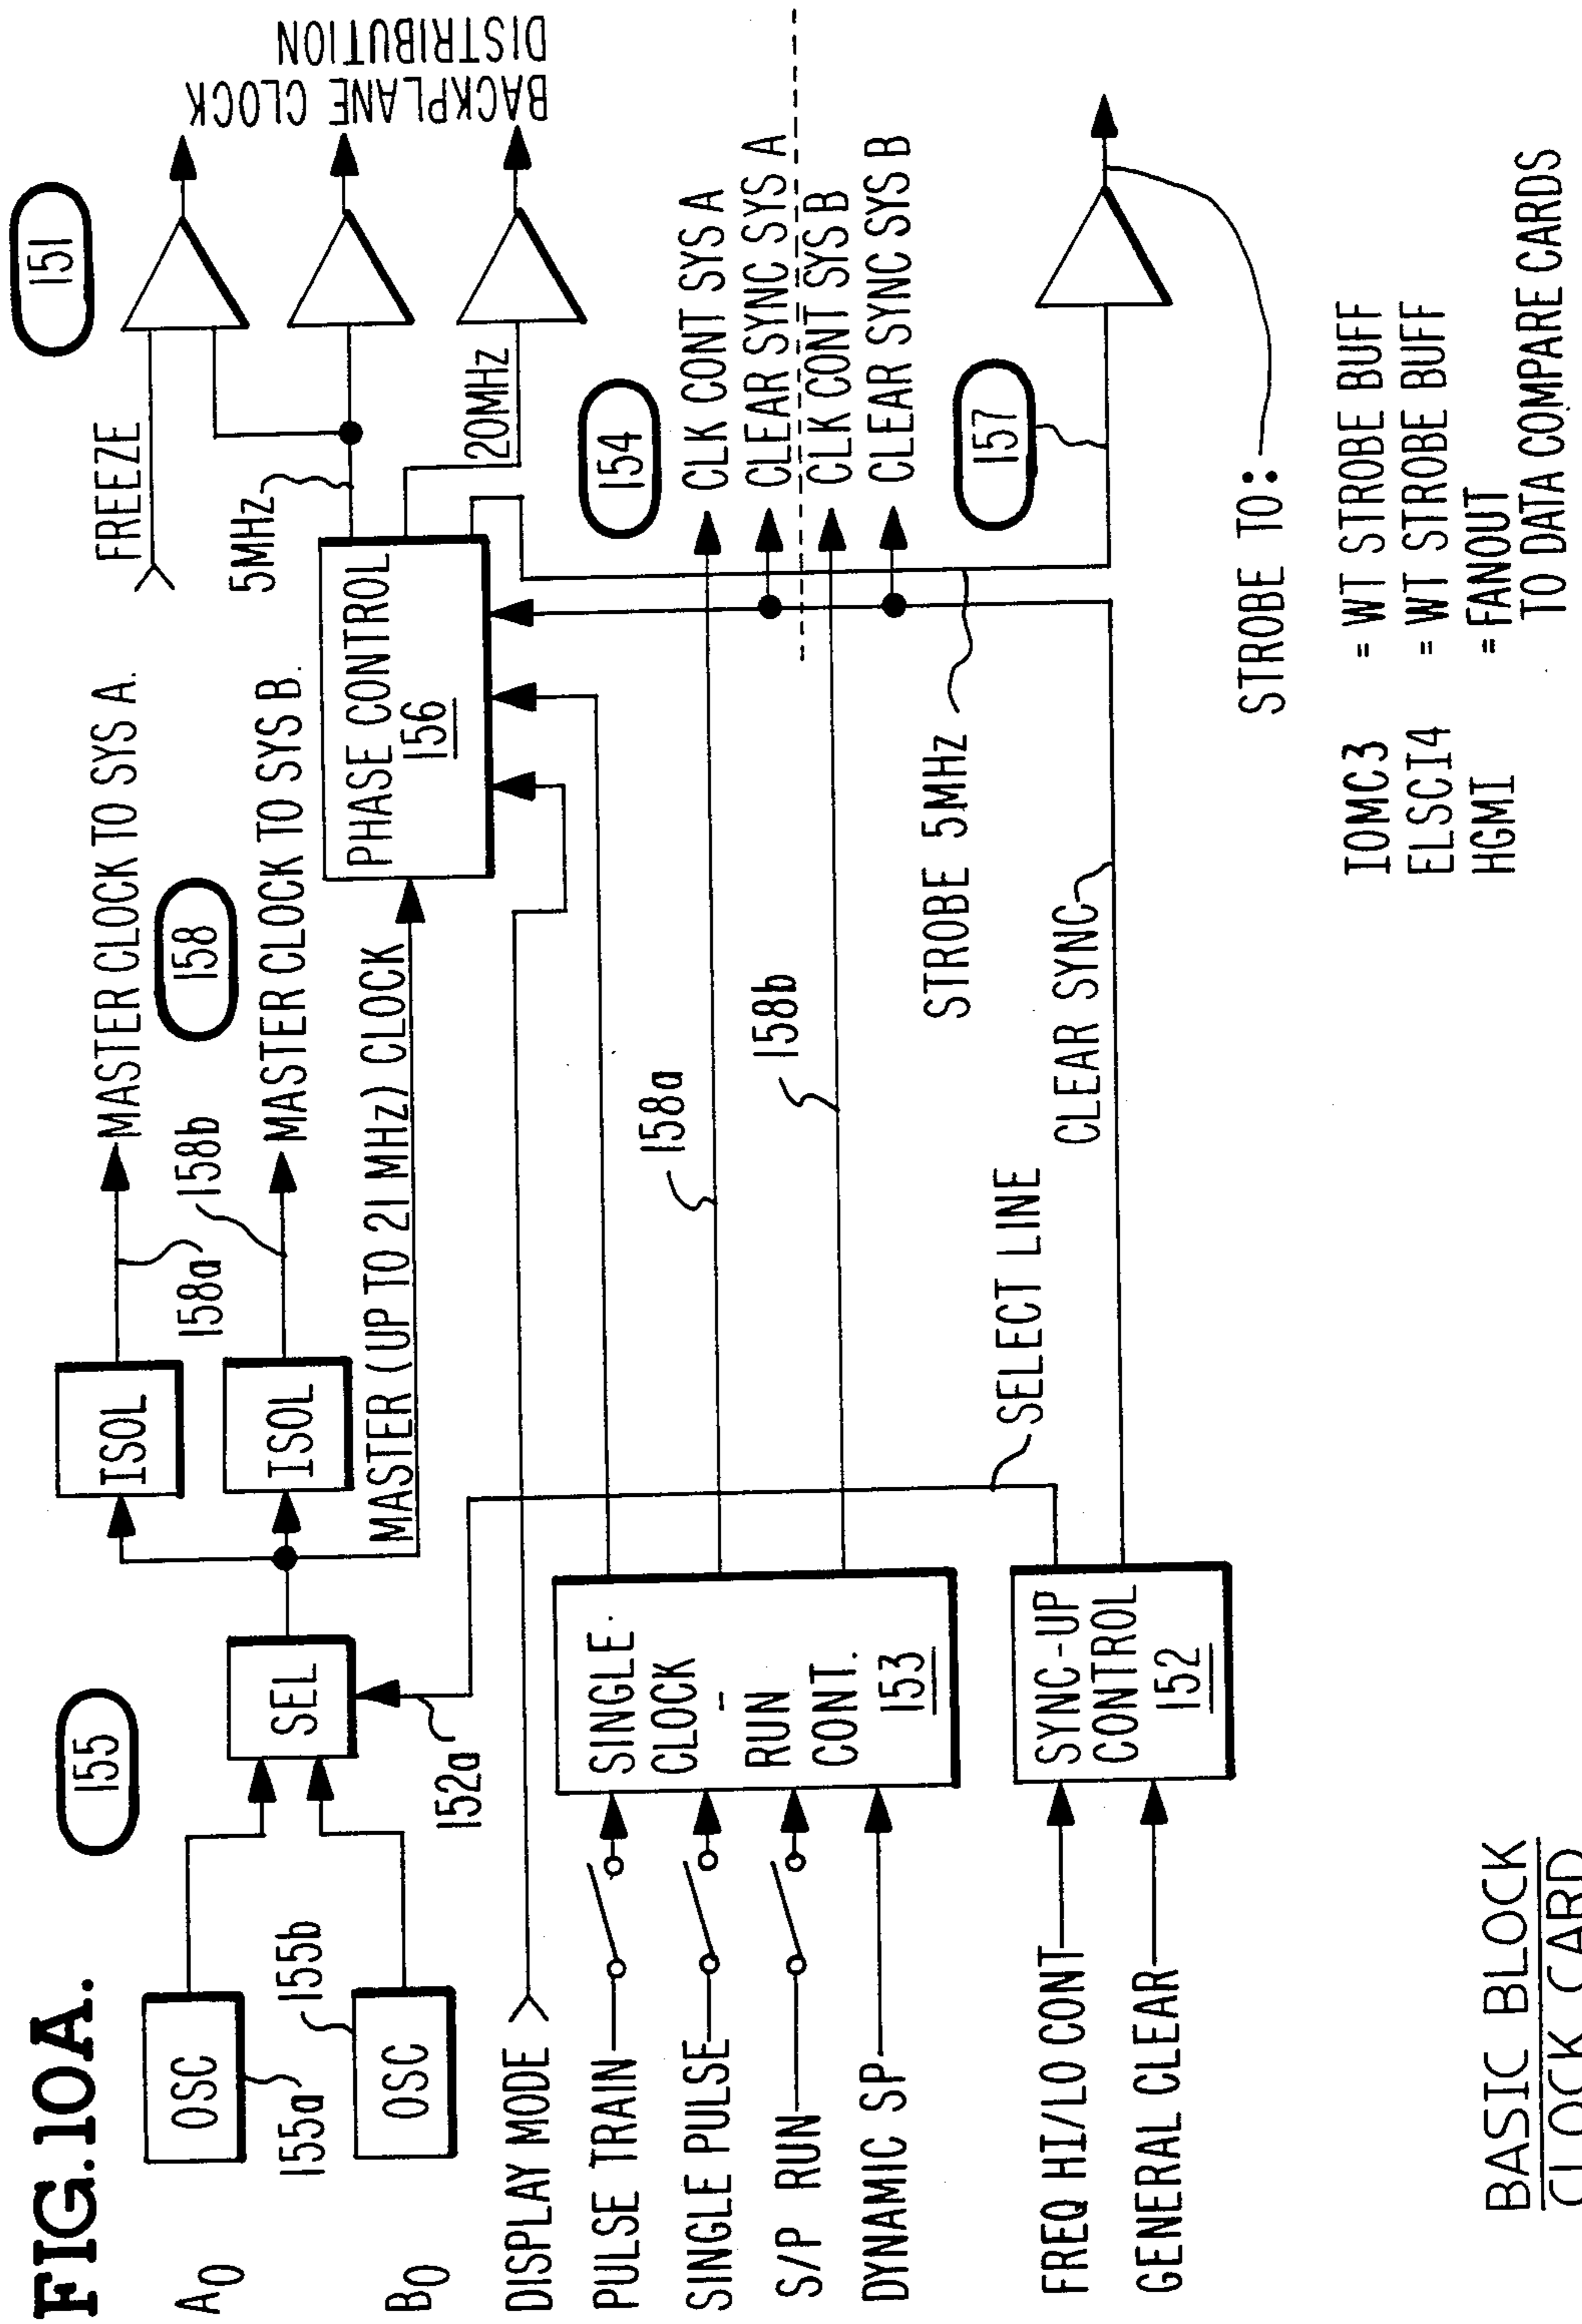 FIG.10A.
A0
OSC
155a
155
B0
OSC
155b
SEL
152a
ISOL
158a
MASTER CLOCK TO SYS A.
158
ISOL
158b
MASTER CLOCK TO SYS B.
MASTER (UP TO 21 MHz) CLOCK
FREEZE
151
5MHz
20MHz
BACKPLANE CLOCK
DISTRIBUTION
PHASE CONTROL
156
DISPLAY MODE
PULSE TRAIN
SINGLE PULSE
S/P RUN
DYNAMIC SP
SINGLE.
CLOCK
-
RUN
CONT.
153
158a
158b
154
CLK CONT SYS A
CLEAR SYNC SYS A
CLK CONT SYS B
CLEAR SYNC SYS B
FREQ HI/LO CONT
GENERAL CLEAR
SYNC-UP
CONTROL
152
SELECT LINE
CLEAR SYNC
STROBE 5MHz
157
STROBE TO:
IOMC3 = WT STROBE BUFF
ELSCI4 = WT STROBE BUFF
HGMI = FANOUT
TO DATA COMPARE CARDS
BASIC BLOCK
CLOCK CARD